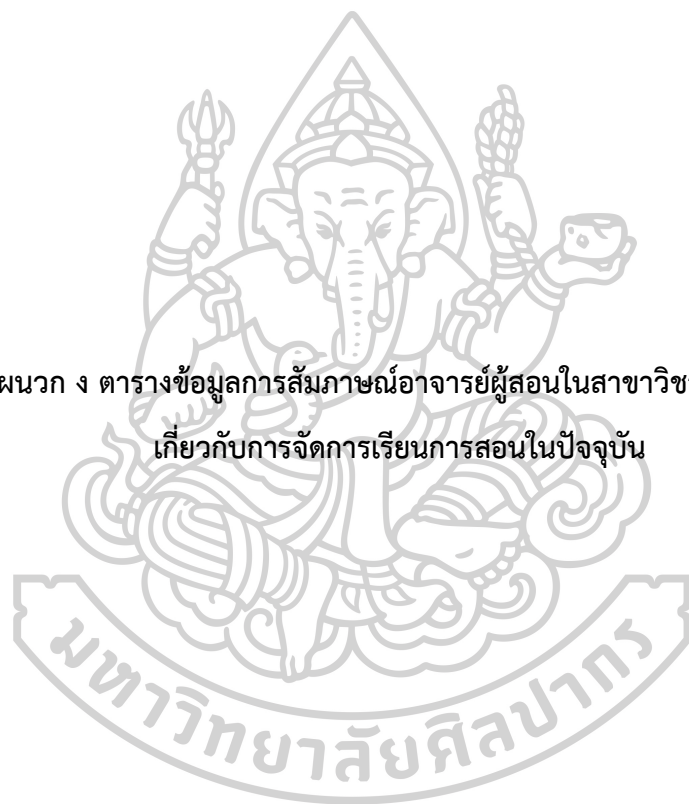 ผนวก ง ตารางข้อมูลการสัมภาษณ์อาจารย์ผู้สอนในสาขาวิชา
เกี่ยวกับการจัดการเรียนการสอนในปัจจุบัน
มหาวิทยาลัยศิลปากร